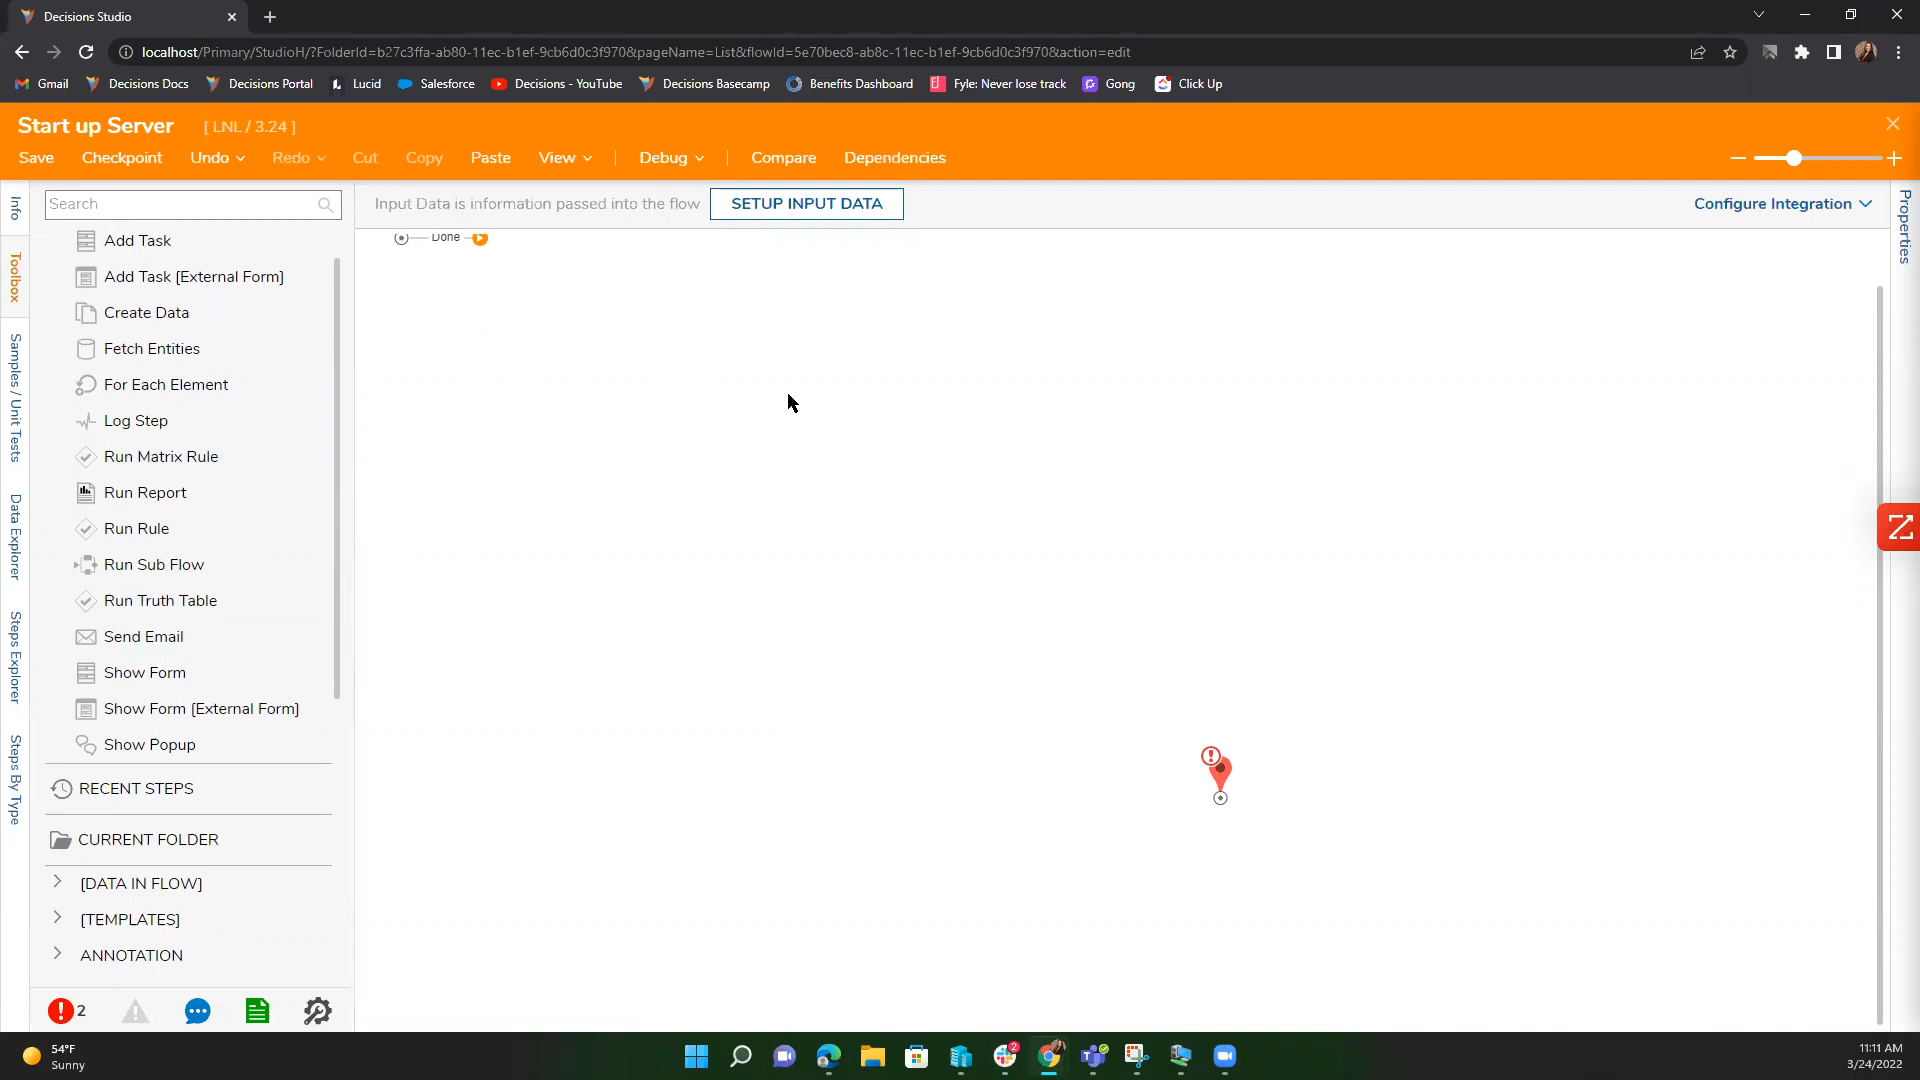 Decisions Studio
localhost/Primary/StudioH/?FolderId=b27c3ffa-ab80-11ec-b1ef-9cb6d0c3f970&pageName=List&flowId=5e70bec8-ab8c-11ec-b1ef-9cb6d0c3f970&action=edit
Gmail Decisions Docs Decisions Portal Lucid Salesforce Decisions - YouTube Decisions Basecamp Benefits Dashboard Fyle: Never lose track Gong Click Up
Start up Server [ LNL / 3.24 ]
Save Checkpoint Undo Redo Cut Copy Paste View Debug Compare Dependencies
Info
Toolbox
Samples / Unit Tests
Data Explorer
Steps Explorer
Steps By Type
Search
Add Task
Add Task [External Form]
Create Data
Fetch Entities
For Each Element
Log Step
Run Matrix Rule
Run Report
Run Rule
Run Sub Flow
Run Truth Table
Send Email
Show Form
Show Form [External Form]
Show Popup
RECENT STEPS
CURRENT FOLDER
[DATA IN FLOW]
[TEMPLATES]
ANNOTATION
2
Input Data is information passed into the flow SETUP INPUT DATA Configure Integration
Done
Properties
54°F
Sunny
2
11:11 AM
3/24/2022